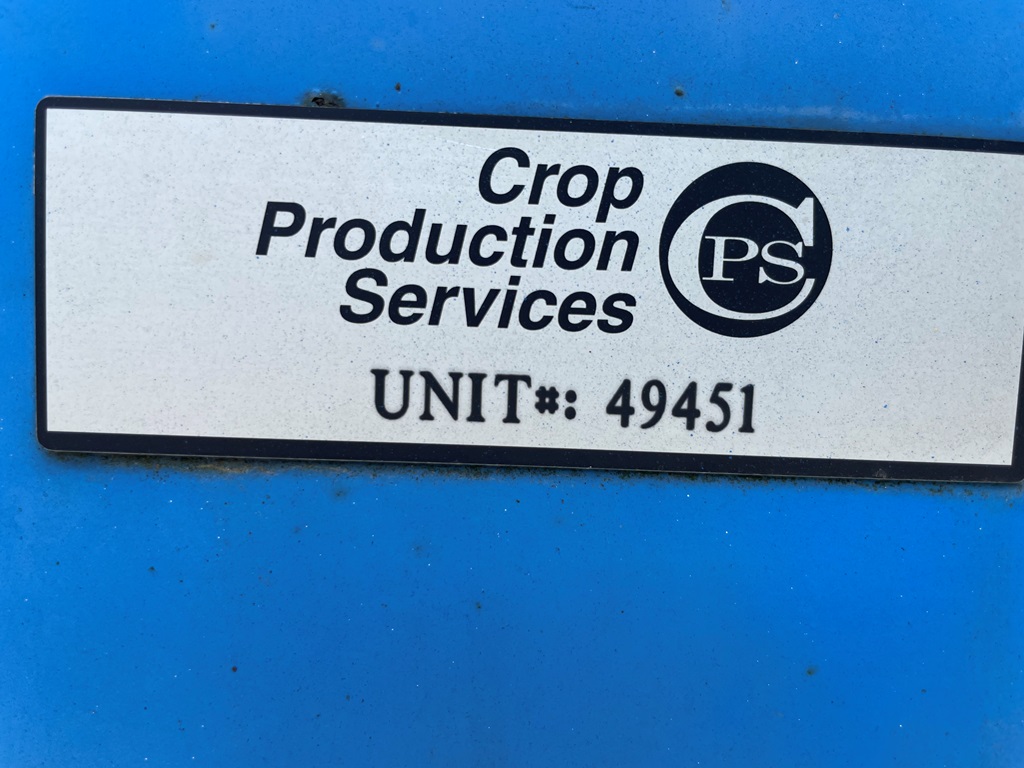 Crop
Production
Services
CPS
UNIT#: 49451